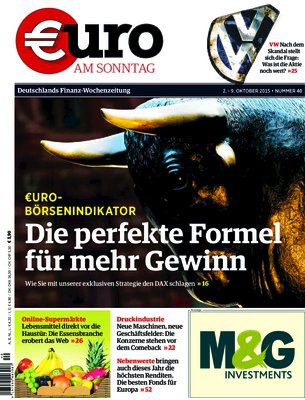 €uro
AM SONNTAG
VW Nach dem
Skandal stellt
sich die Frage:
Was ist die Aktie
noch wert? »25
Deutschlands Finanz-Wochenzeitung
2. – 9. OKTOBER 2015 • NUMMER 40
€URO-
BÖRSENINDIKATOR
Die perfekte Formel
für mehr Gewinn
Wie Sie mit unserer exklusiven Strategie den DAX schlagen »16
Online-Supermärkte
Lebensmittel direkt vor
die Haustür: Die Essensbranche
erobert das Web »26
Druckindustrie
Neue Maschinen, neue
Geschäftsfelder: Die
Konzerne stehen vor
dem Comeback »22
Nebenwerte bringen
auch dieses Jahr die
höchsten Renditen.
Die besten Fonds für
Europa »52
Anzeige
M&G
INVESTMENTS